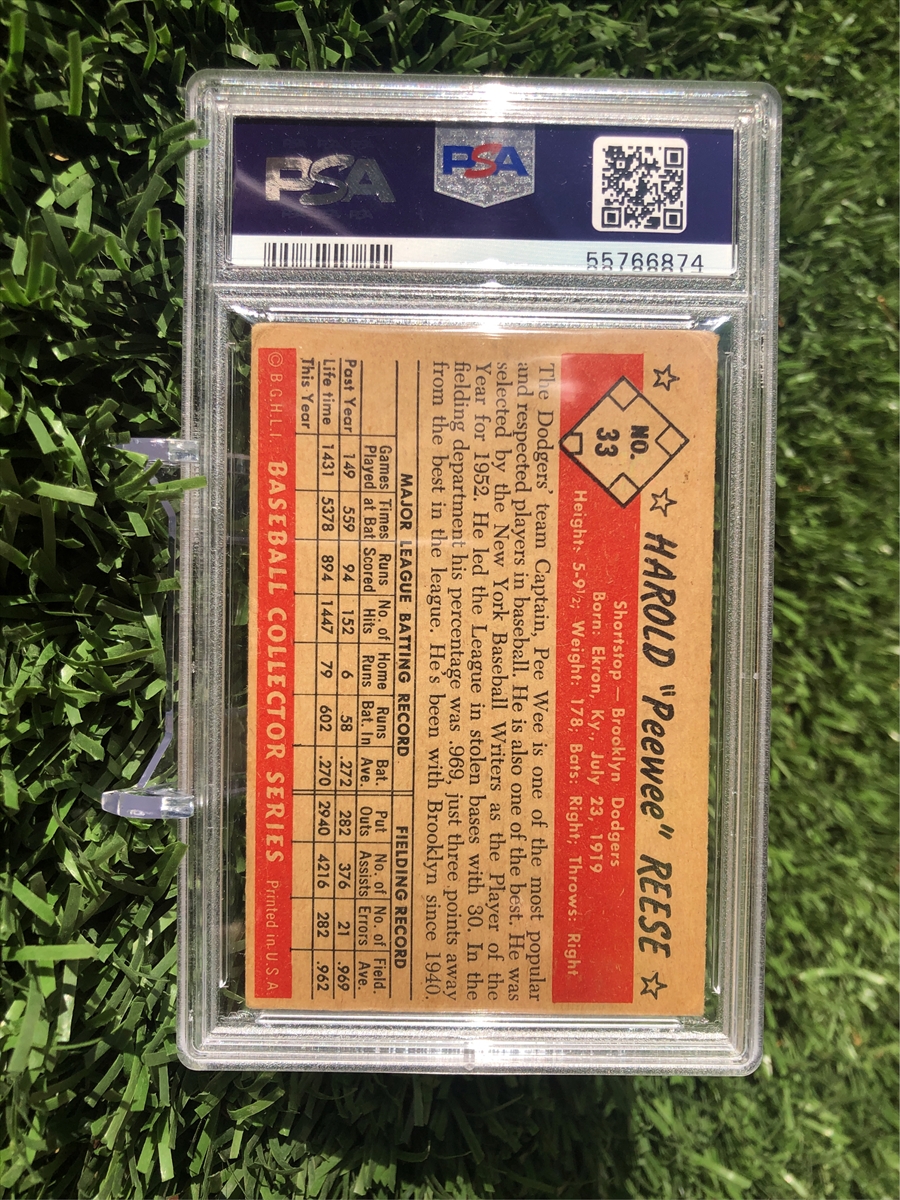 PSA
PSA
55766874
NO.
33
HAROLD "Peewee" REESE
Shortstop — Brooklyn Dodgers
Born: Ekron, Ky., July 23, 1919
Height: 5-9½; Weight: 178; Bats: Right; Throws: Right
The Dodgers' team Captain, Pee Wee is one of the most popular
and respected players in baseball. He is also one of the best. He was
selected by the New York Baseball Writers as the Player of the
Year for 1952. He led the League in stolen bases with 30. In the
fielding department his percentage was .969, just three points away
from the best in the league. He's been with Brooklyn since 1940.
MAJOR LEAGUE BATTING RECORD FIELDING RECORD
Games Times Runs No. of Home Runs Bat. Put No. of No. of Field.
Played at Bat Scored Hits Runs Bat. In Ave. Outs Assists Errors Ave.
Past Year 149 559 94 152 6 58 .272 282 376 21 .969
Life time 1431 5378 894 1447 79 602 .270 2940 4216 282 .962
This Year
© B.G.H.L.I. BASEBALL COLLECTOR SERIES Printed in U.S.A.